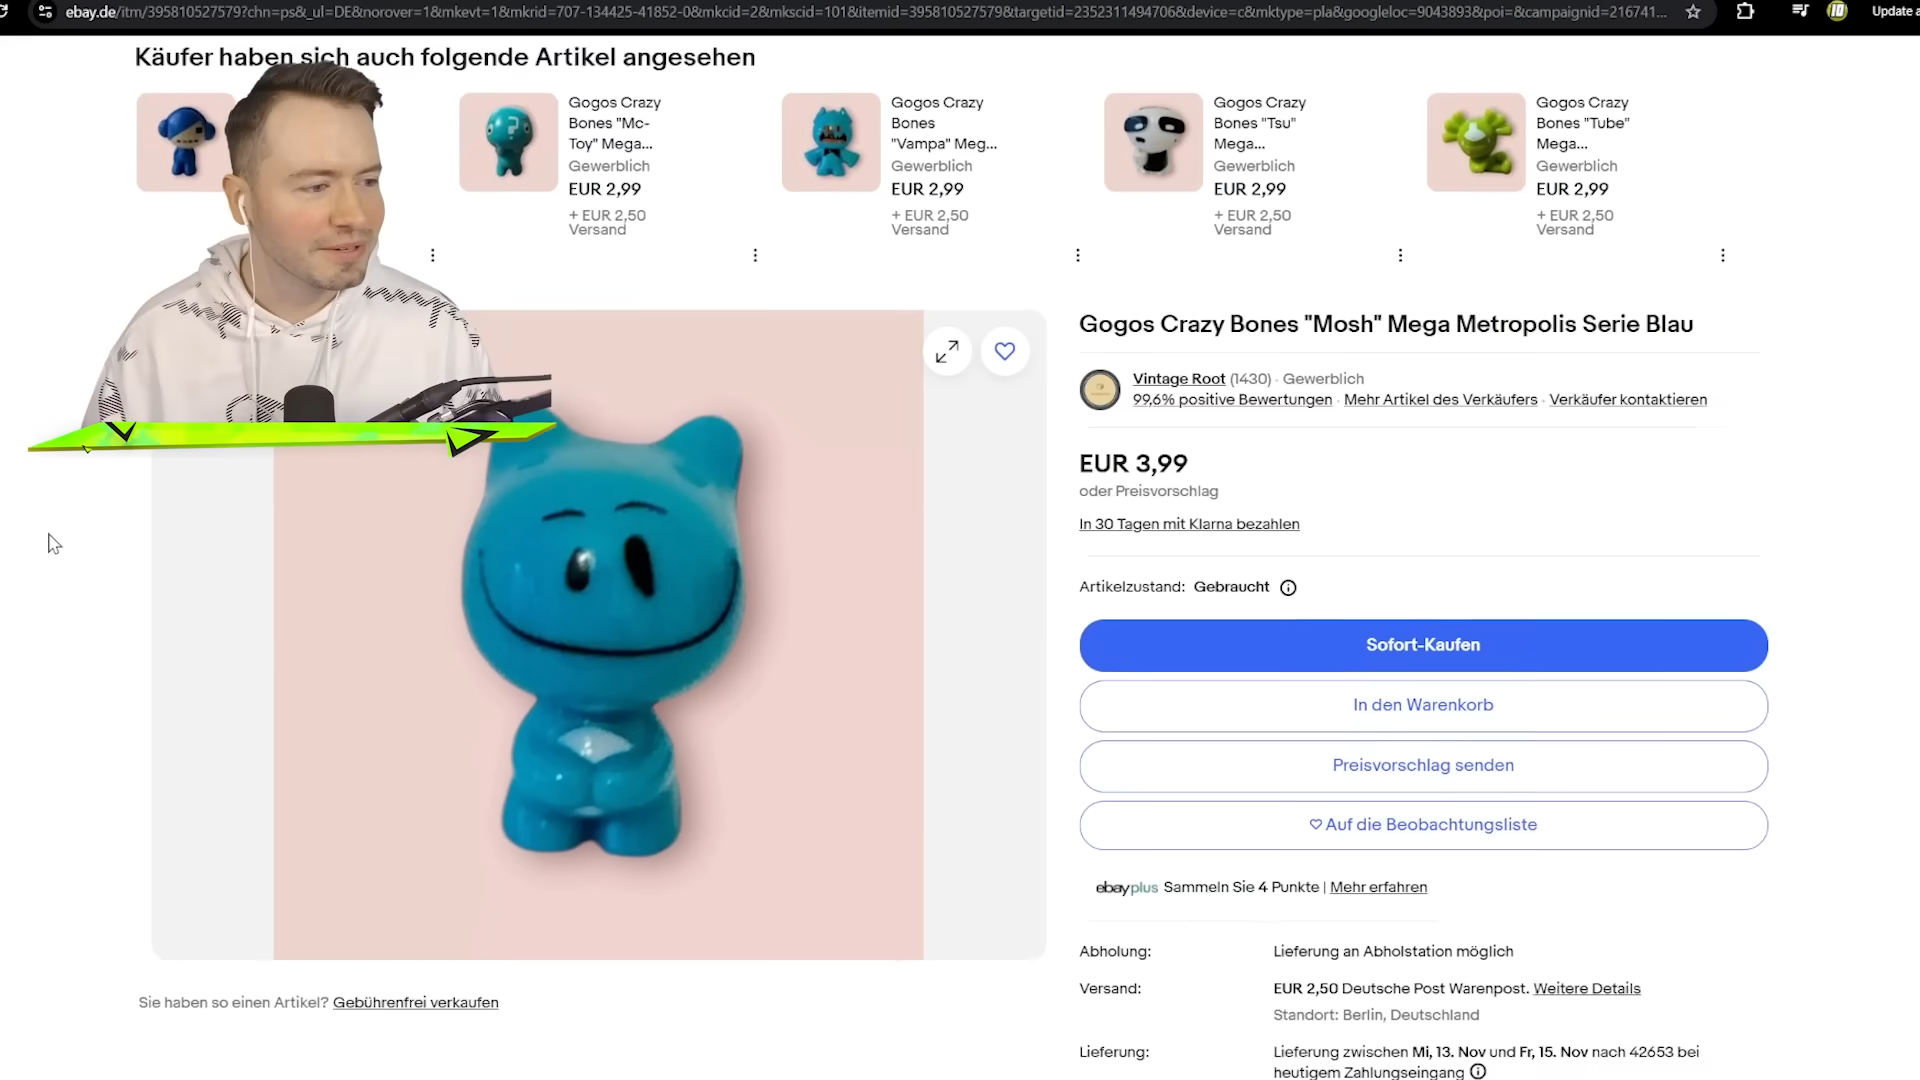 ebay.de/itm/395810527579?chn=ps&_ul=DE&norover=1&mkevt=1&mkrid=707-134425-41852-0&mkcid=2&mkscid=101&itemid=395810527579&targetid=2352311494706&device=c&mktype=pla&googleloc=9043893&poi=&campaignid=216741...
Update a
Käufer haben sich auch folgende Artikel angesehen
Gogos Crazy
Bones "Mc-
Toy" Mega...
Gewerblich
EUR 2,99
+ EUR 2,50
Versand
Gogos Crazy
Bones
"Vampa" Meg...
Gewerblich
EUR 2,99
+ EUR 2,50
Versand
Gogos Crazy
Bones "Tsu"
Mega...
Gewerblich
EUR 2,99
+ EUR 2,50
Versand
Gogos Crazy
Bones "Tube"
Mega...
Gewerblich
EUR 2,99
+ EUR 2,50
Versand
Gogos Crazy Bones "Mosh" Mega Metropolis Serie Blau
Vintage Root (1430) · Gewerblich
99,6% positive Bewertungen · Mehr Artikel des Verkäufers · Verkäufer kontaktieren
EUR 3,99
oder Preisvorschlag
In 30 Tagen mit Klarna bezahlen
Artikelzustand: Gebraucht
Sofort-Kaufen
In den Warenkorb
Preisvorschlag senden
Auf die Beobachtungsliste
ebayplus Sammeln Sie 4 Punkte | Mehr erfahren
Abholung: Lieferung an Abholstation möglich
Versand: EUR 2,50 Deutsche Post Warenpost. Weitere Details
Standort: Berlin, Deutschland
Lieferung: Lieferung zwischen Mi, 13. Nov und Fr, 15. Nov nach 42653 bei
heutigem Zahlungseingang
Sie haben so einen Artikel? Gebührenfrei verkaufen